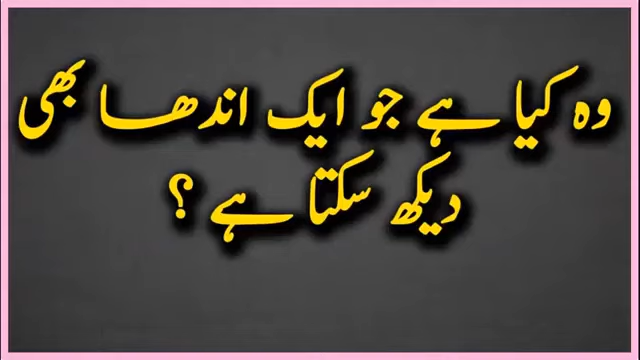 وہ کیا ہے جو ایک اندھا بھی
دیکھ سکتا ہے ؟